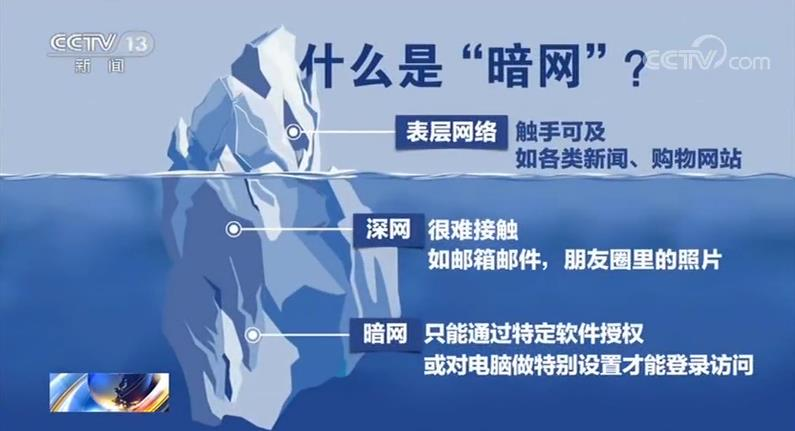 CCTV 13
新闻
什么是“暗网”?
CCTV.com
表层网络
触手可及
如各类新闻、购物网站
深网
很难接触
如邮箱邮件，朋友圈里的照片
暗网
只能通过特定软件授权
或对电脑做特别设置才能登录访问